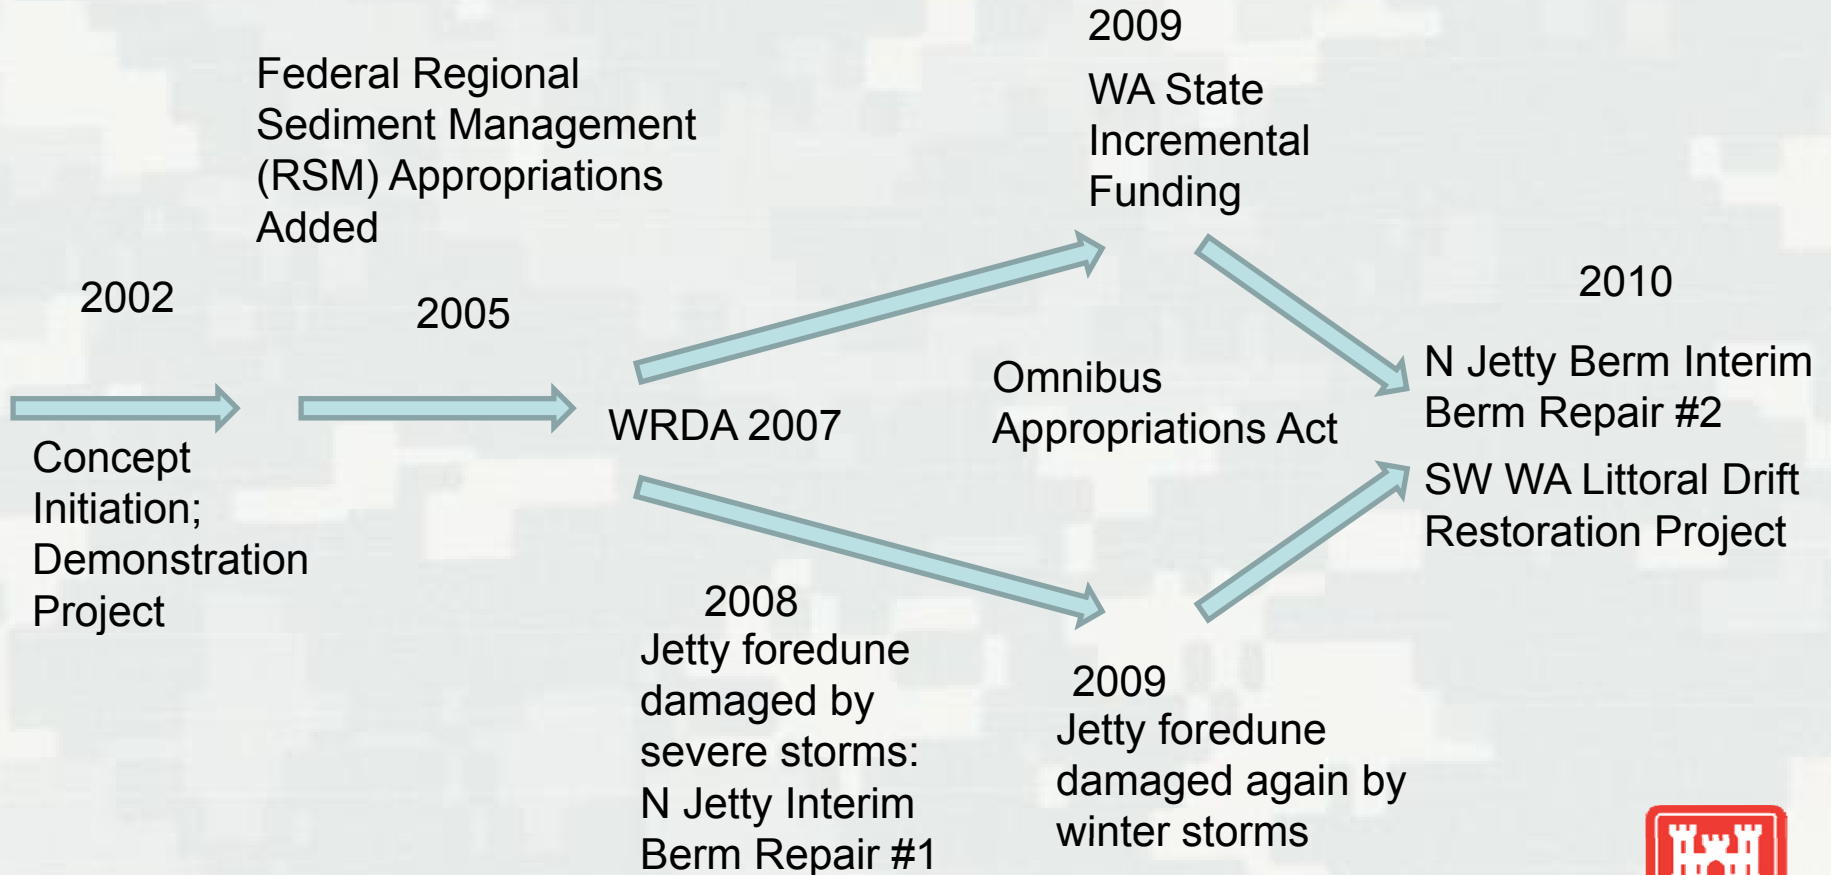 2002
Concept
Initiation;
Demonstration
Project
Federal Regional
Sediment Management
(RSM) Appropriations
Added
2005
WRDA 2007
2008
Jetty foredune
damaged by
severe storms:
N Jetty Interim
Berm Repair #1
2009
WA State
Incremental
Funding
Omnibus
Appropriations Act
2009
Jetty foredune
damaged again by
winter storms
2010
N Jetty Berm Interim
Berm Repair #2
SW WA Littoral Drift
Restoration Project